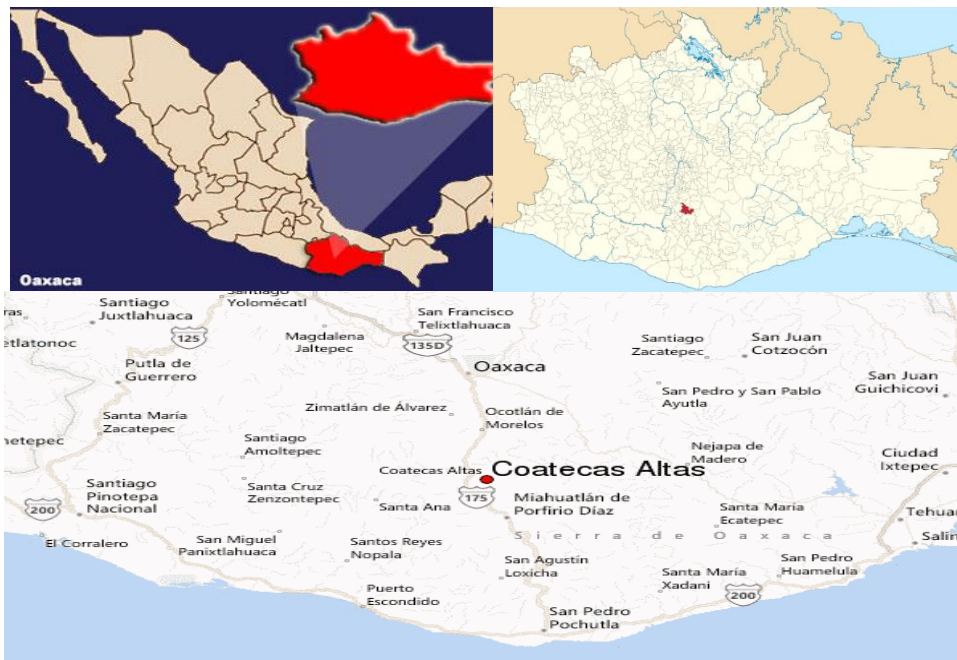 Oaxaca
Santiago
Yolomécatl
Santiago
Juxtlahuaca
San Francisco
Telixtlahuaca
ras
125
Magdalena
Jaltepec
135D
Santiago
Zacatepec
San Juan
Cotzocón
etlatonoc
Putla de
Guerrero
Oaxaca
San Juan
Guichicovi
San Pedro y San Pablo
Ayutla
Zimatlán de Álvarez
Ocotlán de
Morelos
Santa María
Zacatepec
netepec
Santiago
Amoltepec
Nejapa de
Madero
Ciudad
Ixtepec
Coatecas Altas
Coatecas Altas
Santiago
Pinotepa
Nacional
Santa Cruz
Zenzontepec
175
Santa Ana
Miahuatlán de
Porfirio Díaz
200
Santa María
Ecatepec
Tehua
El Corralero
San Miguel
Panixtlahuaca
Santos Reyes
Nopala
Sierra de Oaxaca
Salin
San Agustín
Loxicha
Santa María
Xadani
San Pedro
Huamelula
Puerto
Escondido
200
San Pedro
Pochutla